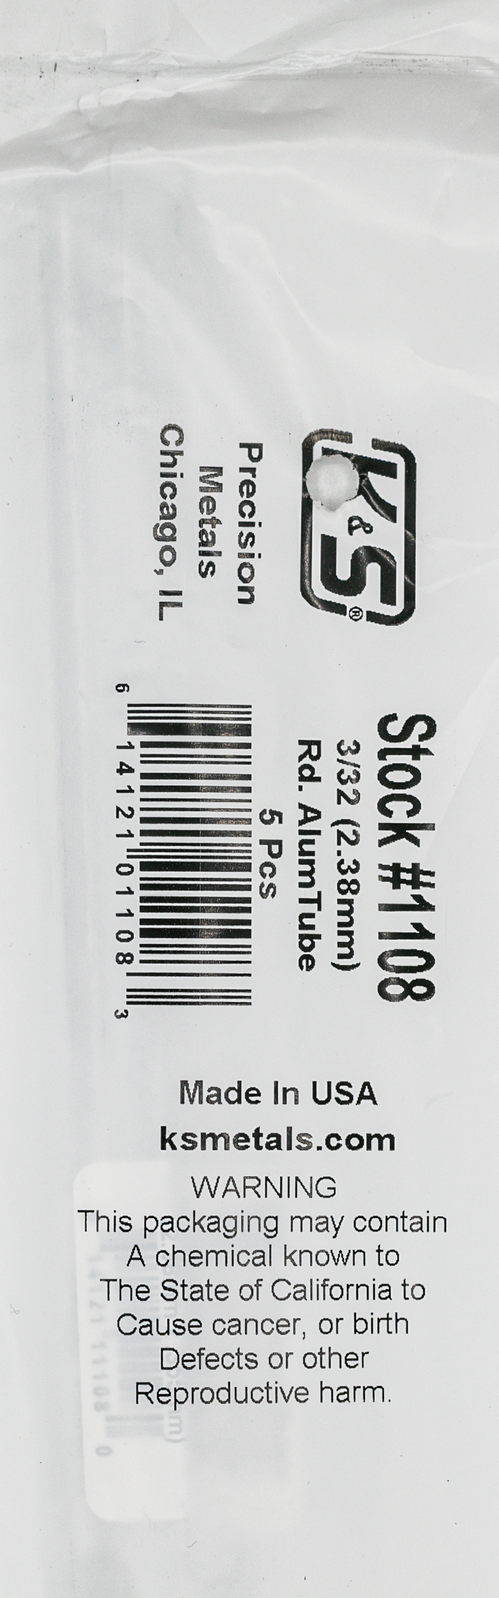 K&S®
Precision
Metals
Chicago, IL
Stock #1108
3/32 (2.38mm)
Rd. AlumTube
5 Pcs
6 14121 01108 3
Made In USA
ksmetals.com
WARNING
This packaging may contain
A chemical known to
The State of California to
Cause cancer, or birth
Defects or other
Reproductive harm.